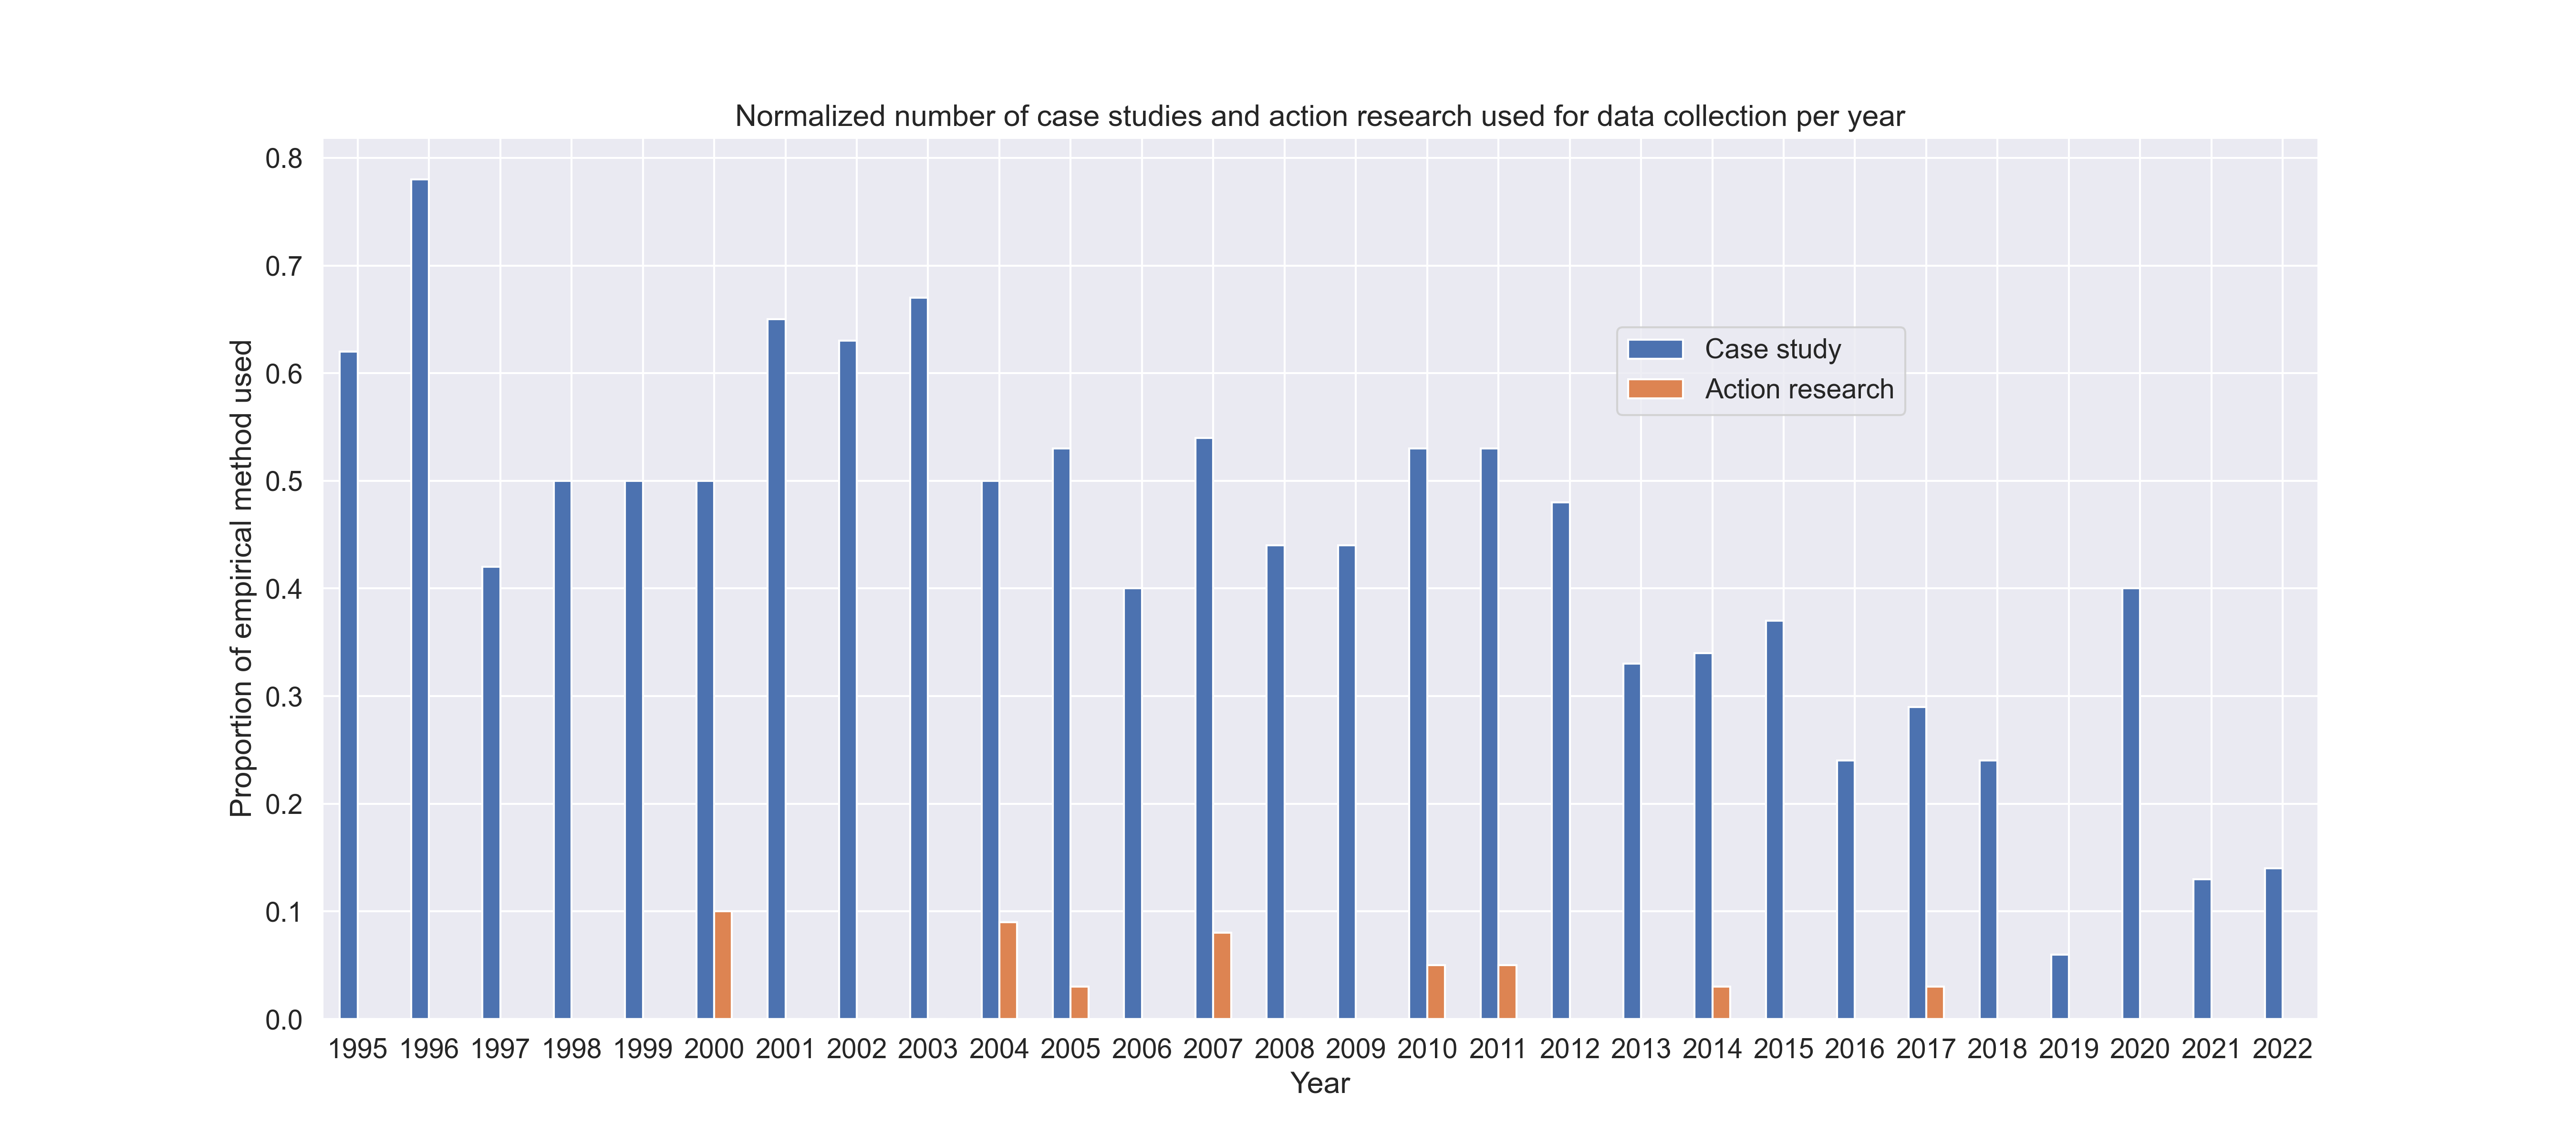 Normalized number of case studies and action research used for data collection per year
Proportion of empirical method used
0.8
0.7
0.6
0.5
0.4
0.3
0.2
0.1
0.0
Case study
Action research
1995 1996 1997 1998 1999 2000 2001 2002 2003 2004 2005 2006 2007 2008 2009 2010 2011 2012 2013 2014 2015 2016 2017 2018 2019 2020 2021 2022
Year